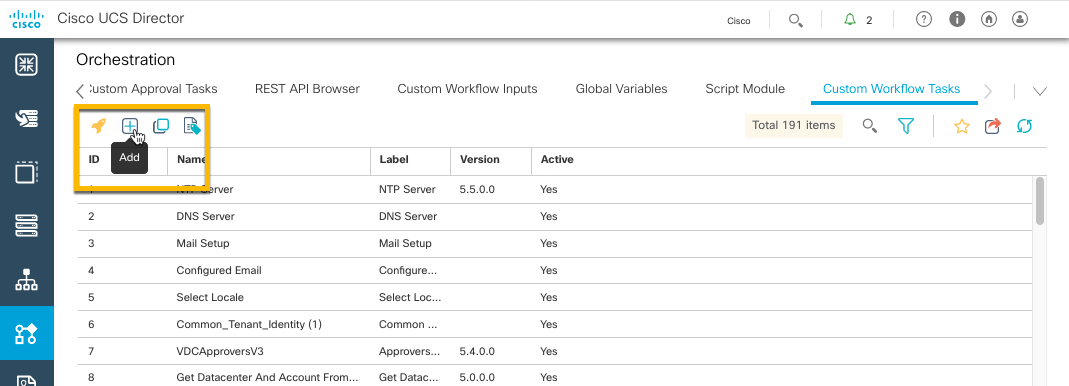 CISCO
Cisco UCS Director
Cisco
2
Orchestration
Custom Approval Tasks REST API Browser Custom Workflow Inputs Global Variables Script Module Custom Workflow Tasks
Total 191 items
Add
ID Name Label Version Active
1 NTP Server NTP Server 5.5.0.0 Yes
2 DNS Server DNS Server Yes
3 Mail Setup Mail Setup Yes
4 Configured Email Configure... Yes
5 Select Locale Select Loc... Yes
6 Common_Tenant_Identity (1) Common ... Yes
7 VDCApproversV3 Approvers... 5.4.0.0 Yes
8 Get Datacenter And Account From... Get Datac... 5.0.0.0 Yes